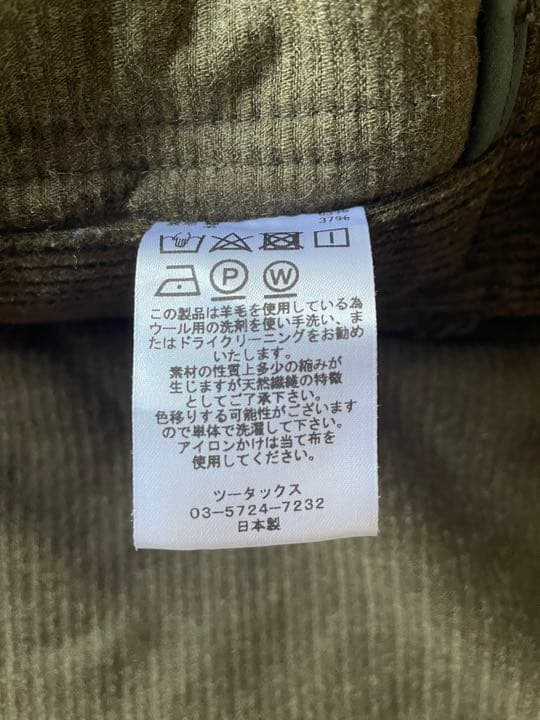 3796
P W
この製品は羊毛を使用している為
ウール用の洗剤を使い手洗い、ま
たはドライクリーニングをお勧め
いたします。
素材の性質上多少の縮みが
生じますが天然繊維の特徴
としてご了承下さい。
色移りする可能性がございます
ので単体で洗濯して下さい。
アイロンかけは当て布を
使用してください。
ツータックス
03-5724-7232
日本製